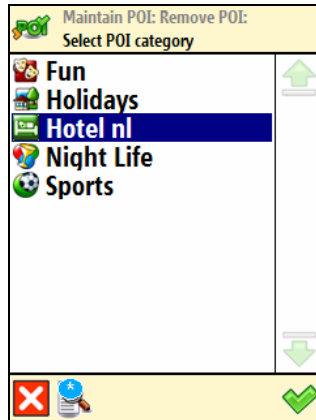 POI
Maintain POI: Remove POI:
Select POI category
Fun
Holidays
Hotel nl
Night Life
Sports